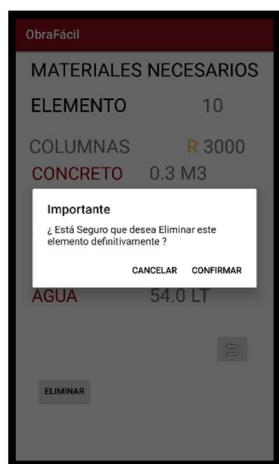 ObraFácil
MATERIALES NECESARIOS
ELEMENTO 10
COLUMNAS R 3000
CONCRETO 0.3 M3
Importante
¿ Está Seguro que desea Eliminar este
elemento definitivamente ?
CANCELAR CONFIRMAR
AGUA 54.0 LT
ELIMINAR